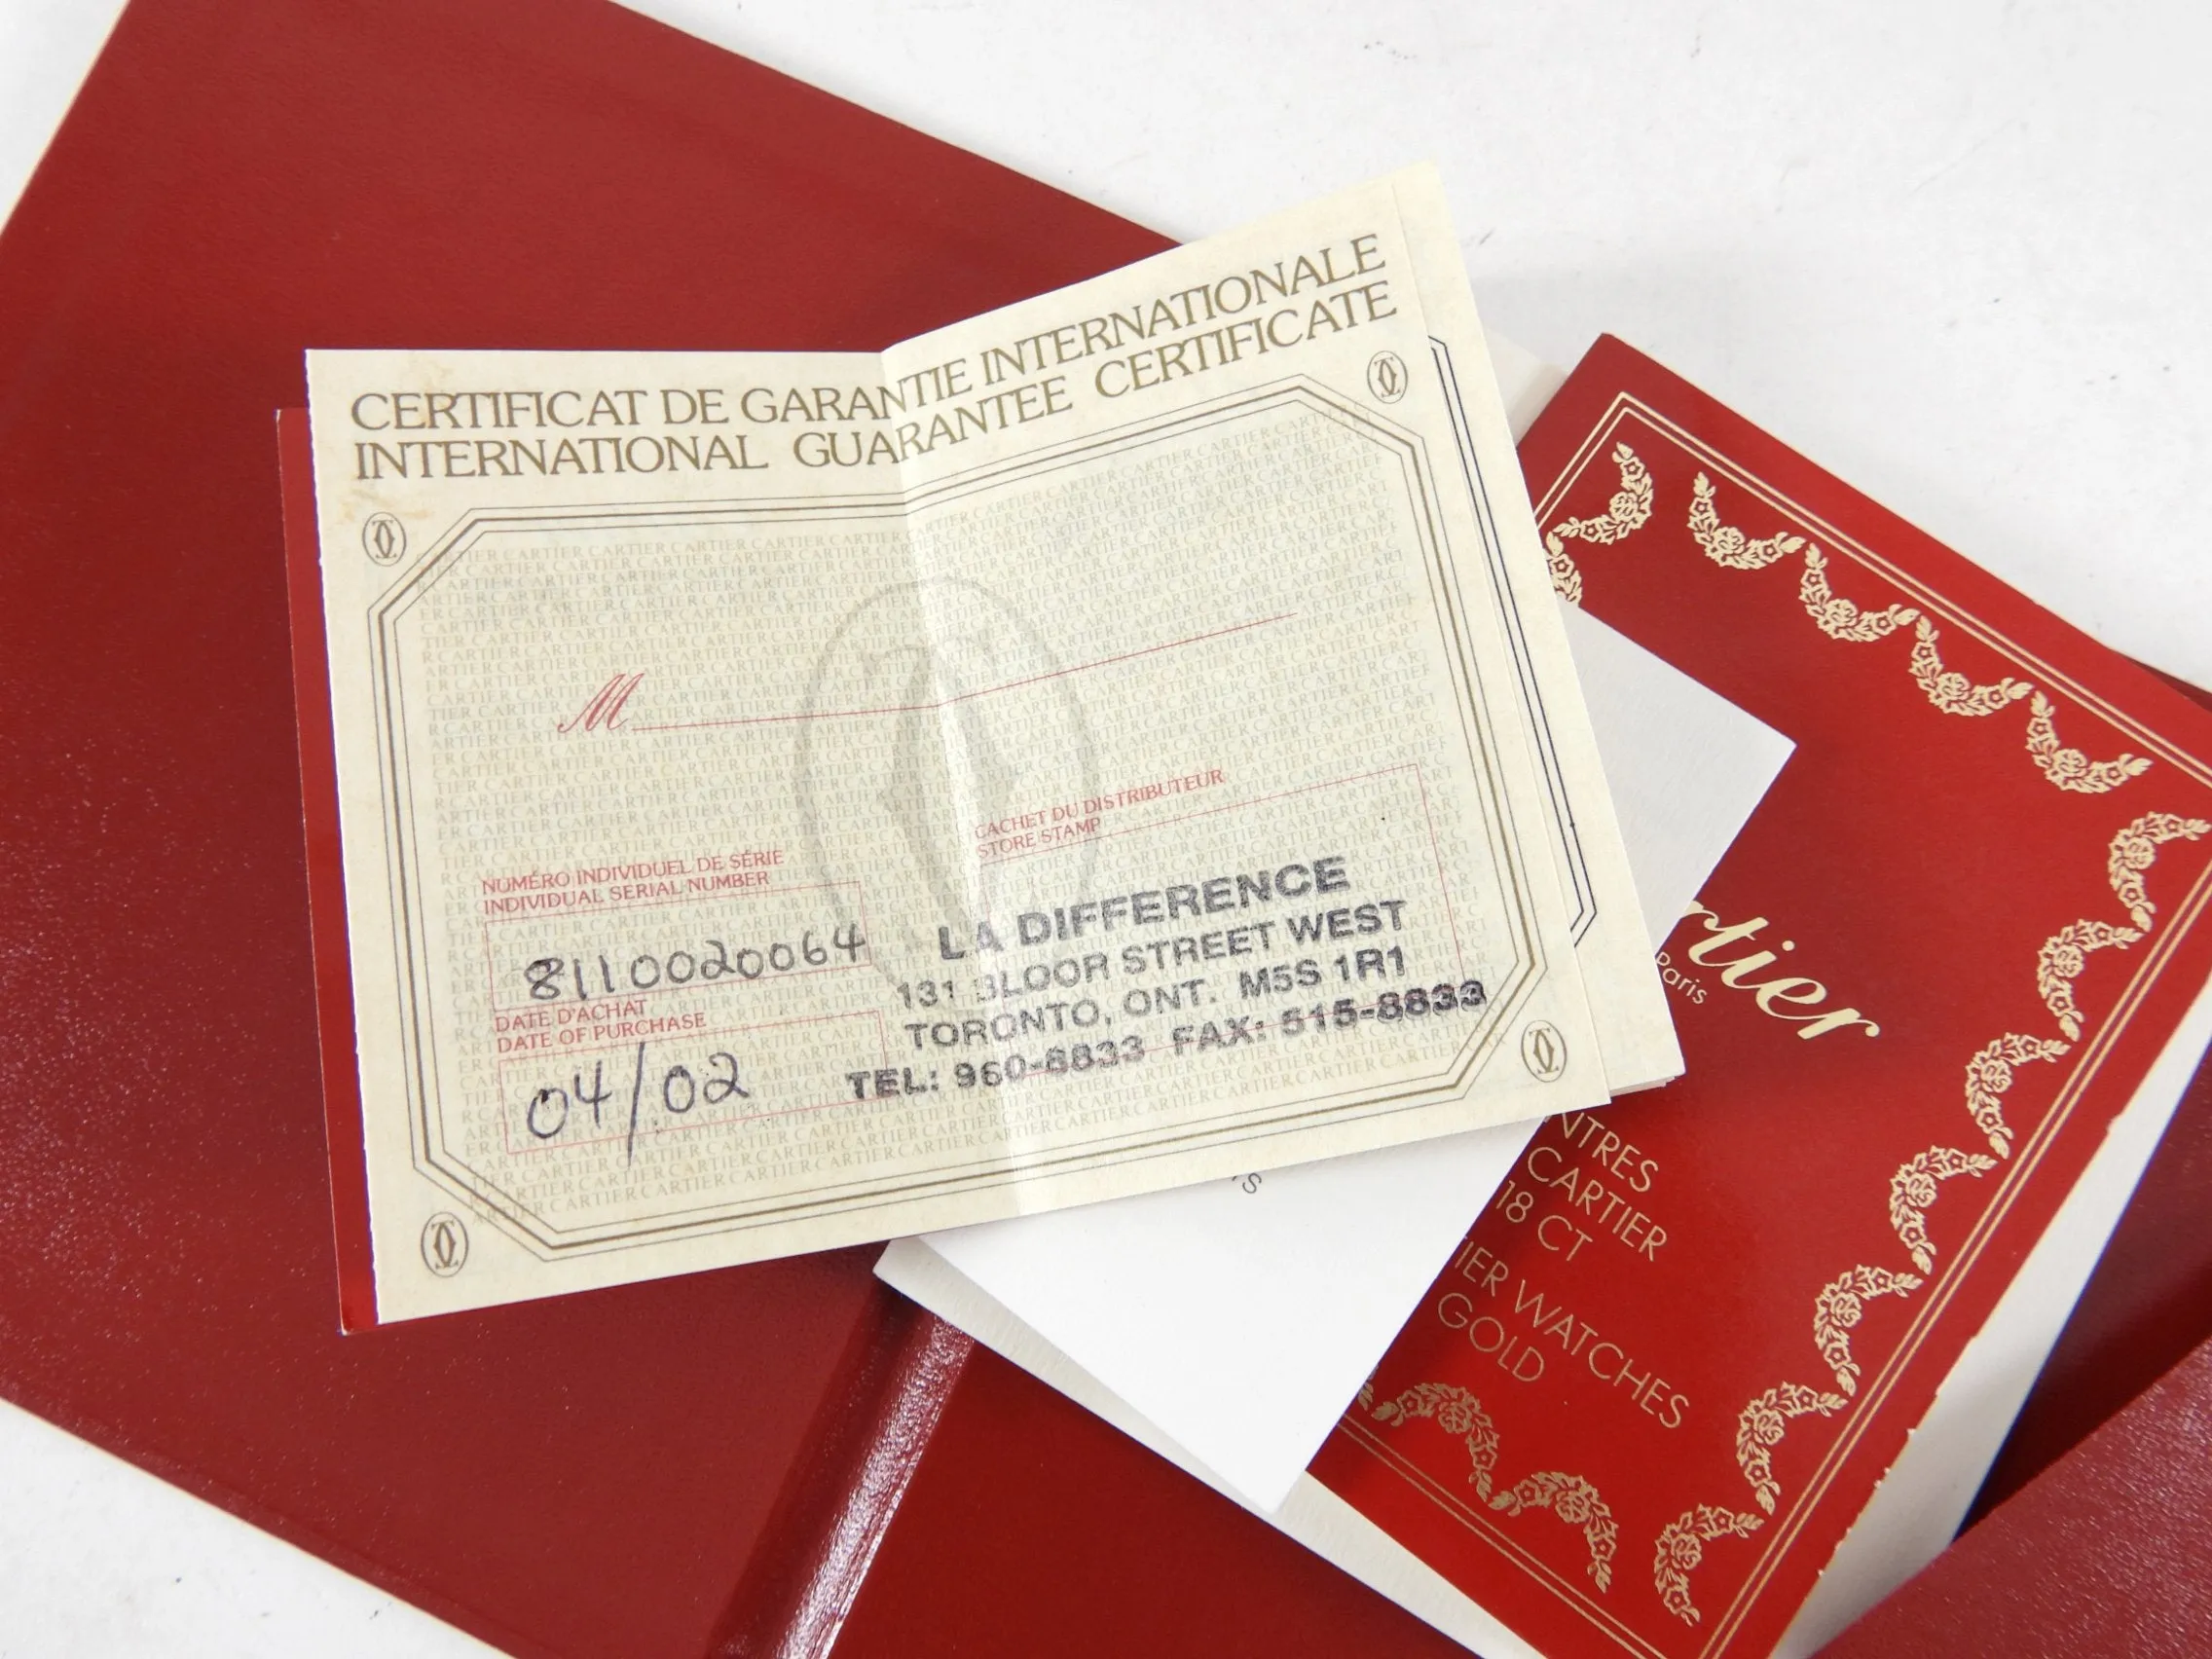 CERTIFICAT DE GARANTIE INTERNATIONALE
INTERNATIONAL GUARANTEE CERTIFICATE
M
NUMÉRO INDIVIDUEL DE SÉRIE
INDIVIDUAL SERIAL NUMBER
8110020064
DATE D'ACHAT
DATE OF PURCHASE
04/02
CACHET DU DISTRIBUTEUR
STORE STAMP
LA DIFFERENCE
131 BLOOR STREET WEST
TORONTO, ONT. M5S 1R1
TEL: 960-8833 FAX: 515-8833
rtier
Paris
NTRES
CARTIER
18 CT
IER WATCHES
GOLD